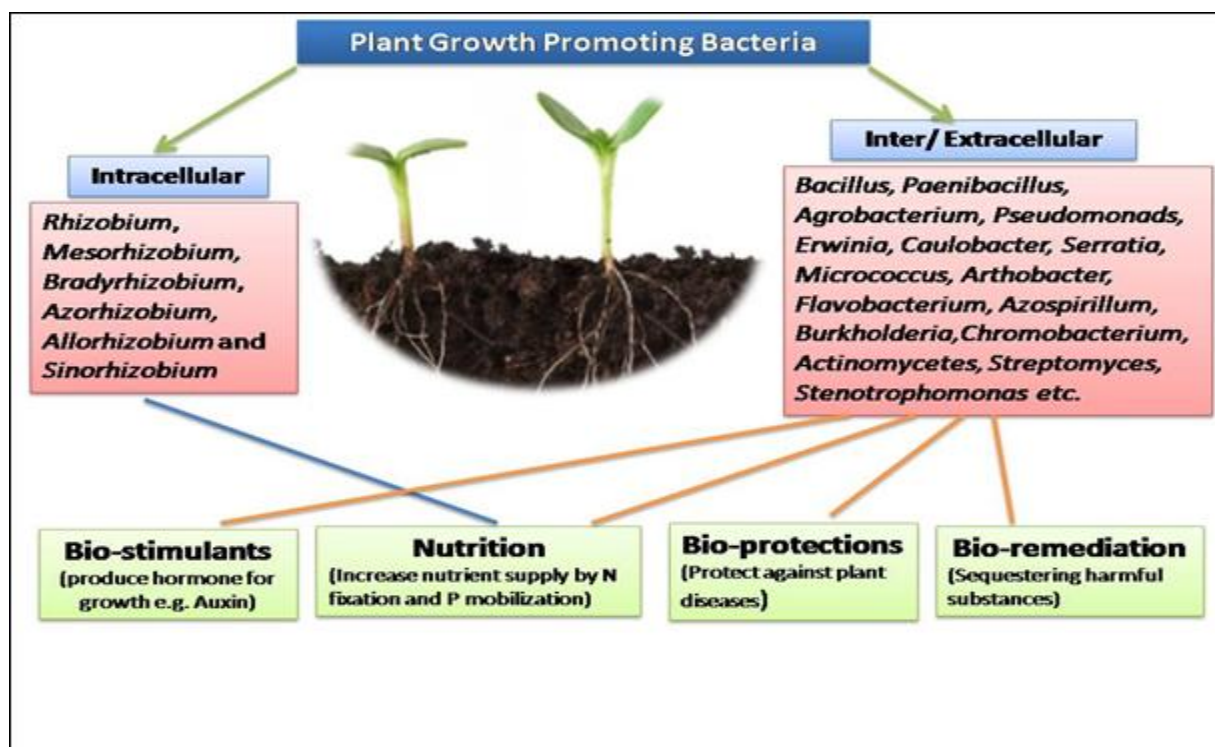 Plant Growth Promoting Bacteria
Intracellular
Rhizobium,
Mesorhizobium,
Bradyrhizobium,
Azorhizobium,
Allorhizobium and
Sinorhizobium
Inter/ Extracellular
Bacillus, Paenibacillus,
Agrobacterium, Pseudomonads,
Erwinia, Caulobacter, Serratia,
Micrococcus, Arthobacter,
Flavobacterium, Azospirillum,
Burkholderia,Chromobacterium,
Actinomycetes, Streptomyces,
Stenotrophomonas etc.
Bio-stimulants
(produce hormone for
growth e.g. Auxin)
Nutrition
(Increase nutrient supply by N
fixation and P mobilization)
Bio-protections
(Protect against plant
diseases)
Bio-remediation
(Sequestering harmful
substances)